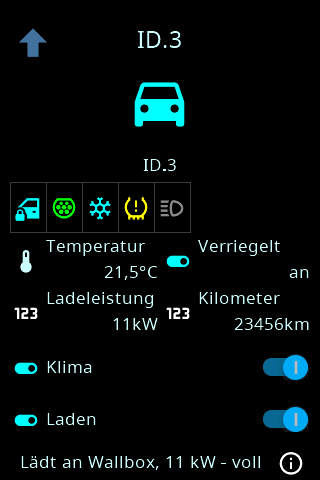 ID.3
ID.3
Temperatur
21,5°C
Verriegelt
an
123 Ladeleistung
11kW
123 Kilometer
23456km
Klima
Laden
Lädt an Wallbox, 11 kW - voll